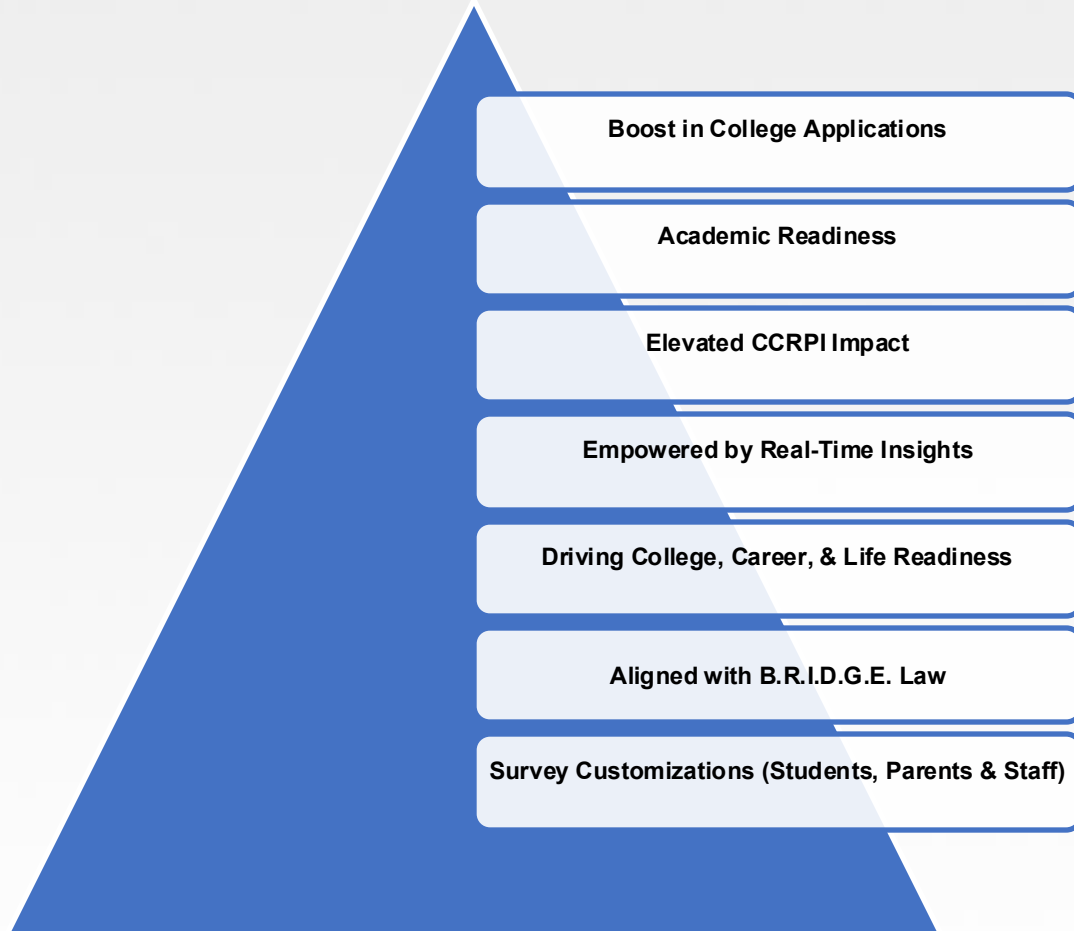 Boost in College Applications
Academic Readiness
Elevated CCRPI Impact
Empowered by Real-Time Insights
Driving College, Career, & Life Readiness
Aligned with B.R.I.D.G.E. Law
Survey Customizations (Students, Parents & Staff)